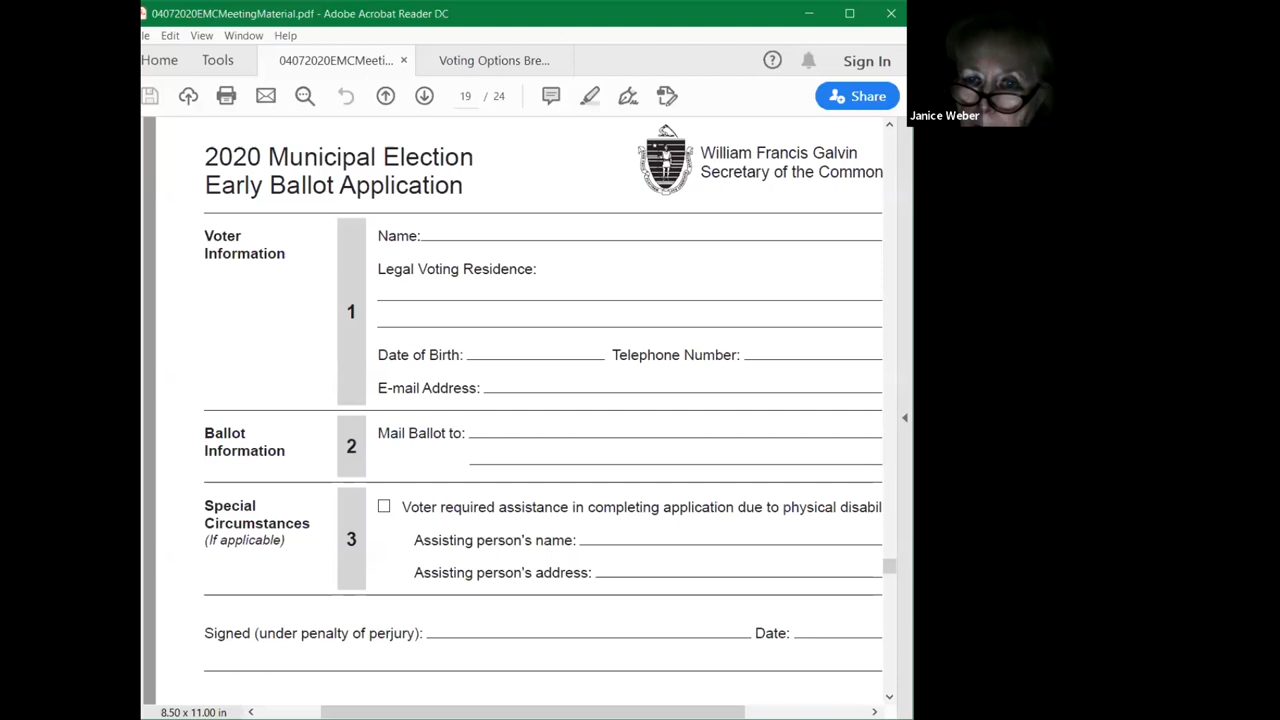 04072020EMCMeetingMaterial.pdf - Adobe Acrobat Reader DC
le Edit View Window Help
Home Tools 04072020EMCMeeti... × Voting Options Bre... Sign In
19 / 24 Share
Janice Weber
2020 Municipal Election
Early Ballot Application
William Francis Galvin
Secretary of the Common
Voter
Information
1
Name:
Legal Voting Residence:
Date of Birth: Telephone Number:
E-mail Address:
Ballot
Information
2
Mail Ballot to:
Special
Circumstances
(If applicable)
3
Voter required assistance in completing application due to physical disabil
Assisting person's name:
Assisting person's address:
Signed (under penalty of perjury): Date:
8.50 x 11.00 in